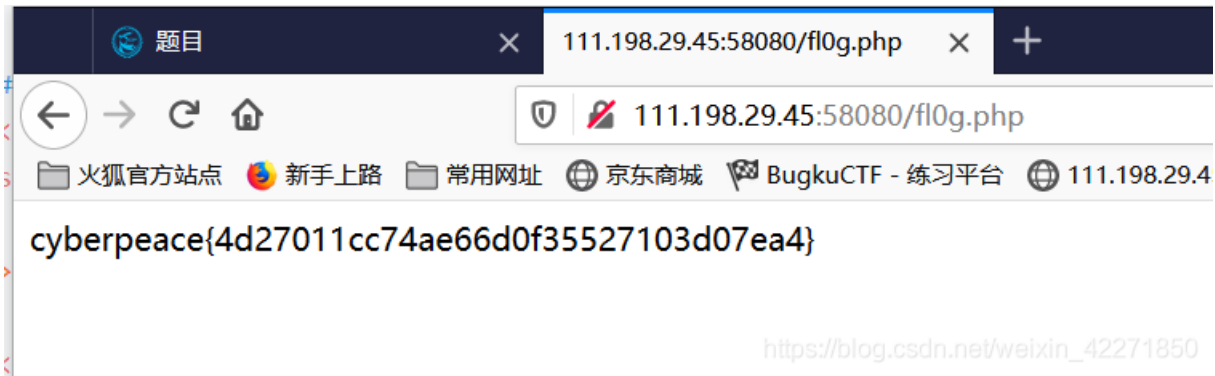 题目
111.198.29.45:58080/fl0g.php
111.198.29.45:58080/fl0g.php
火狐官方站点 新手上路 常用网址 京东商城 BugkuCTF - 练习平台 111.198.29.4
cyberpeace{4d27011cc74ae66d0f35527103d07ea4}
https://blog.csdn.net/weixin_42271850